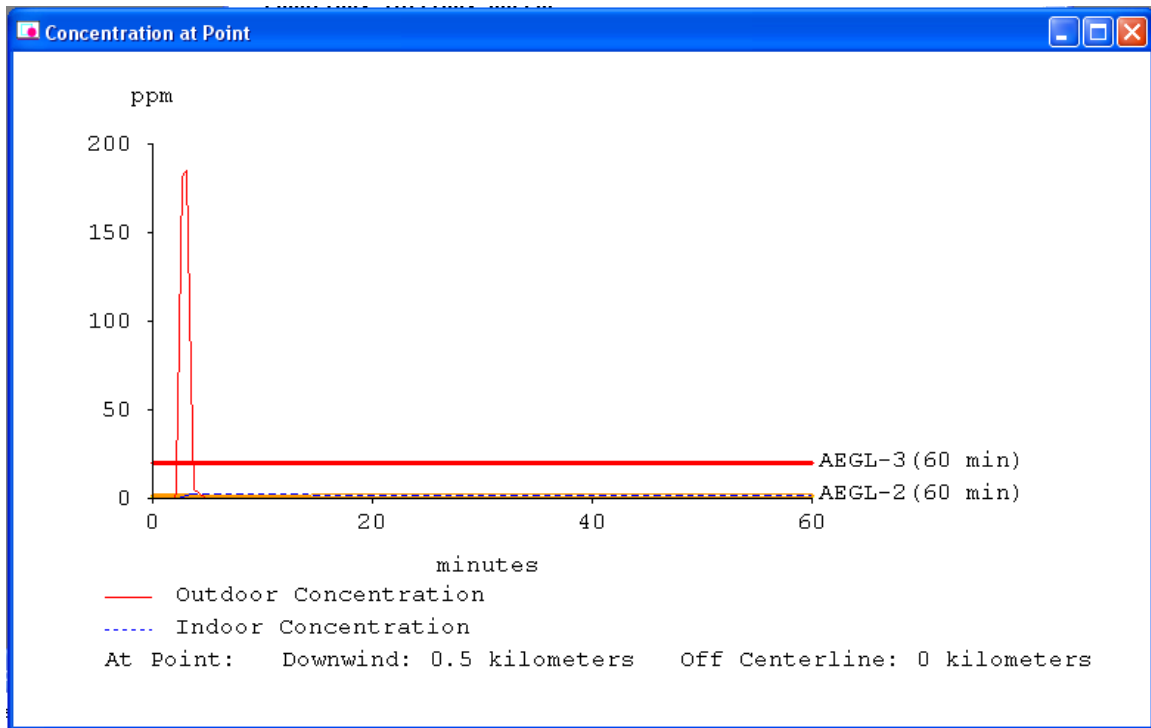 Concentration at Point
ppm
200
150
100
50
0
AEGL-3(60 min)
AEGL-2(60 min)
0 20 40 60
minutes
Outdoor Concentration
Indoor Concentration
At Point: Downwind: 0.5 kilometers Off Centerline: 0 kilometers